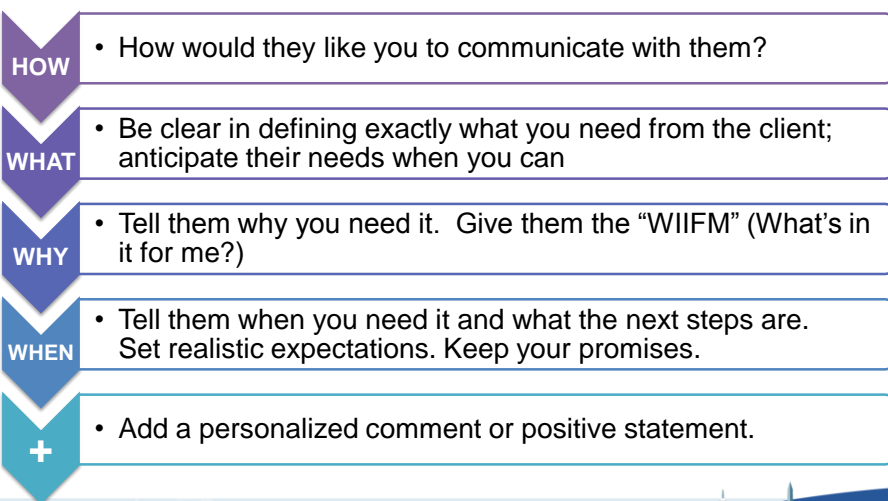 HOW
• How would they like you to communicate with them?
WHAT
• Be clear in defining exactly what you need from the client;
anticipate their needs when you can
WHY
• Tell them why you need it.  Give them the “WIIFM” (What’s in
it for me?)
WHEN
• Tell them when you need it and what the next steps are.
Set realistic expectations. Keep your promises.
+
• Add a personalized comment or positive statement.